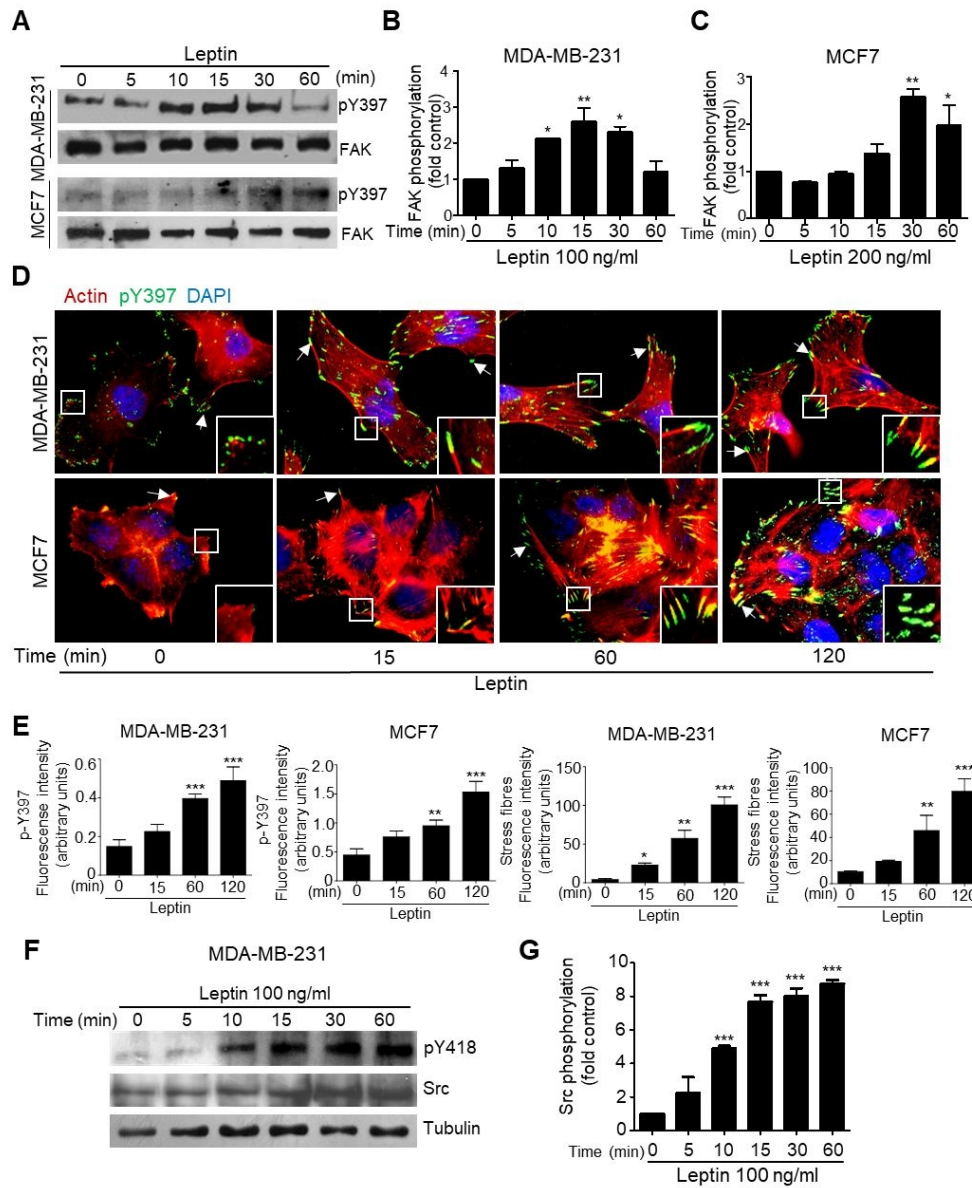 A
Leptin
0 5 10 15 30 60 (min)
MDA-MB-231
pY397
FAK
MCF7
pY397
FAK
B
MDA-MB-231
FAK phosphorylation
(fold control)
4
3
2
1
0
* ** *
Time (min) 0 5 10 15 30 60
Leptin 100 ng/ml
C
MCF7
FAK phosphorylation
(fold control)
3
2
1
0
** *
Time (min) 0 5 10 15 30 60
Leptin 200 ng/ml
D
Actin pY397 DAPI
MDA-MB-231
MCF7
Time (min) 0 15 60 120
Leptin
E
MDA-MB-231
p-Y397
Fluorescence intensity
(arbitrary units)
0.6
0.4
0.2
0
*** ***
(min) 0 15 60 120
Leptin
MCF7
p-Y397
Fluorescence intensity
(arbitrary units)
2.0
1.5
1.0
0.5
0.0
** ***
(min) 0 15 60 120
Leptin
MDA-MB-231
Stress fibres
Fluorescence intensity
(arbitrary units)
150
100
50
0
* ** ***
(min) 0 15 60 120
Leptin
MCF7
Stress fibres
Fluorescence intensity
(arbitrary units)
100
80
60
40
20
0
** ***
(min) 0 15 60 120
Leptin
F
MDA-MB-231
Leptin 100 ng/ml
Time (min) 0 5 10 15 30 60
pY418
Src
Tubulin
G
Src phosphorylation
(fold control)
10
8
6
4
2
0
*** *** *** ***
Time (min) 0 5 10 15 30 60
Leptin 100 ng/ml